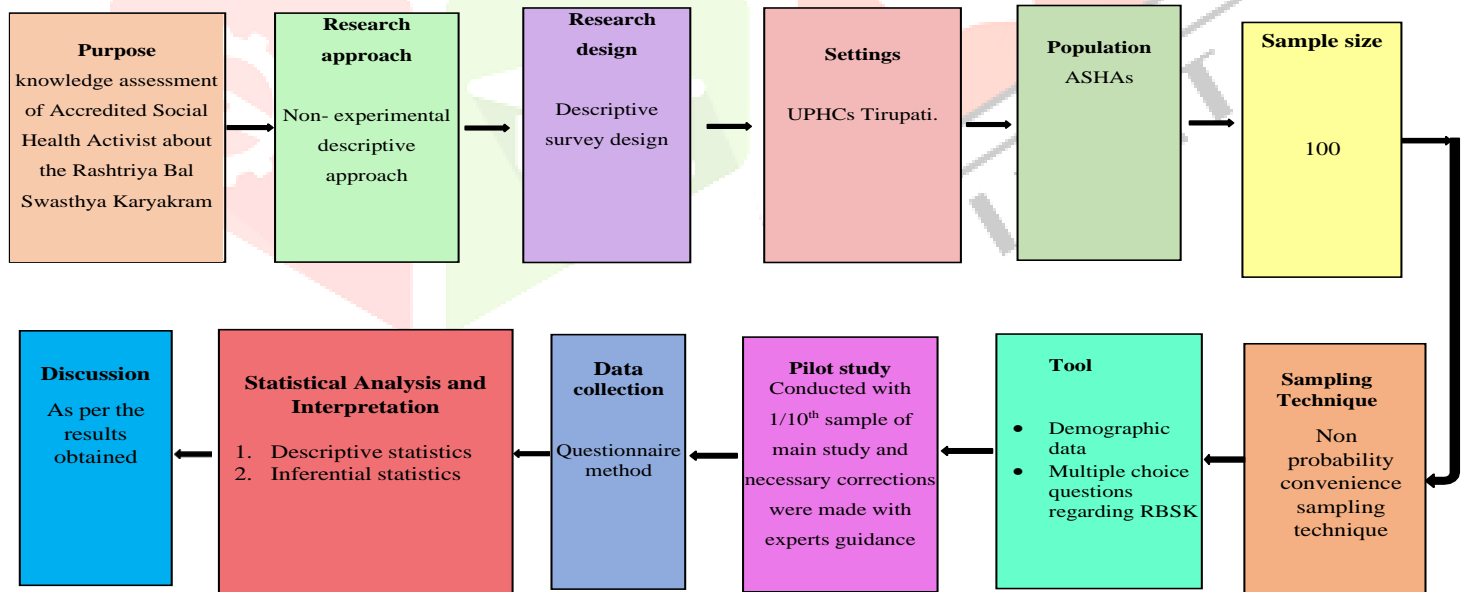 Purpose
knowledge assessment
of Accredited Social
Health Activist about
the Rashtriya Bal
Swasthya Karyakram
Research
approach
Non- experimental
descriptive
approach
Research
design
Descriptive
survey design
Settings
UPHCs Tirupati.
Population
ASHAs
Sample size
100
Sampling
Technique
Non
probability
convenience
sampling
technique
Tool
• Demographic
data
• Multiple choice
questions
regarding RBSK
Pilot study
Conducted with
1/10th sample of
main study and
necessary corrections
were made with
experts guidance
Data
collection
Questionnaire
method
Statistical Analysis and
Interpretation
1. Descriptive statistics
2. Inferential statistics
Discussion
As per the
results
obtained